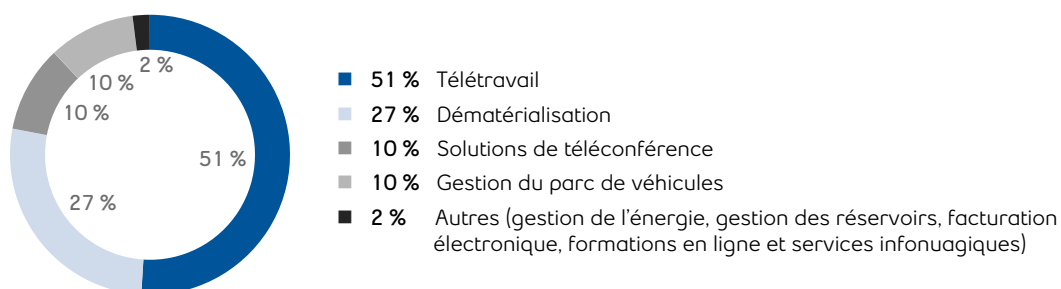 2 %
10 %
10 %
51 %
27 %
51 % Télétravail
27 % Dématérialisation
10 % Solutions de téléconférence
10 % Gestion du parc de véhicules
2 % Autres (gestion de l’énergie, gestion des réservoirs, facturation
électronique, formations en ligne et services infonuagiques)